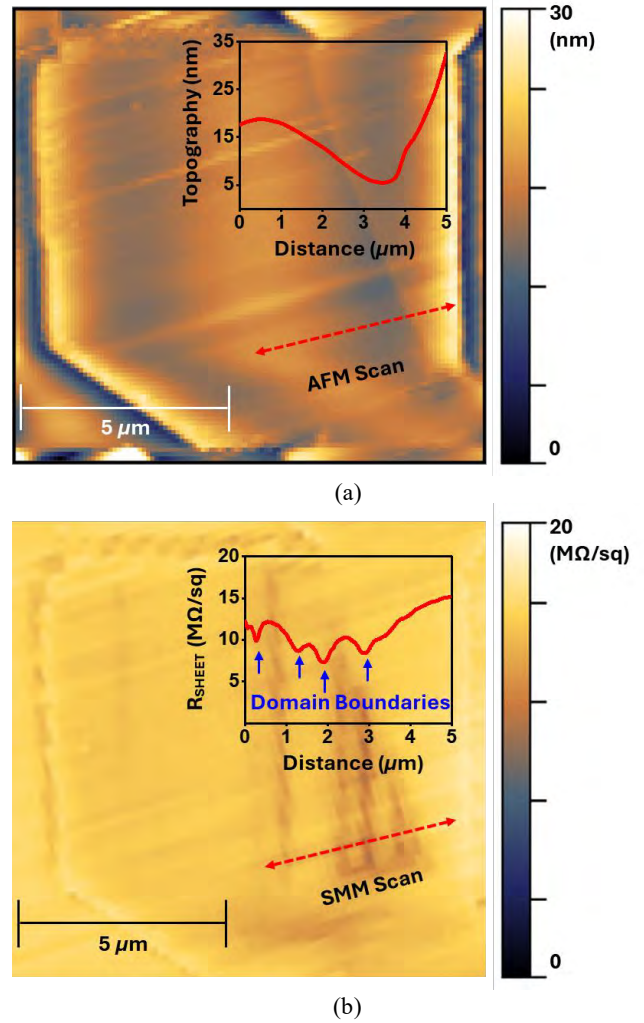 30
(nm)
35
25
15
5
Topography (nm)
0 1 2 3 4 5
Distance (µm)
AFM Scan
5 µm
0
(a)
20
(MΩ/sq)
20
15
10
5
R_SHEET (MΩ/sq)
Domain Boundaries
0 1 2 3 4 5
Distance (µm)
SMM Scan
5 µm
0
(b)